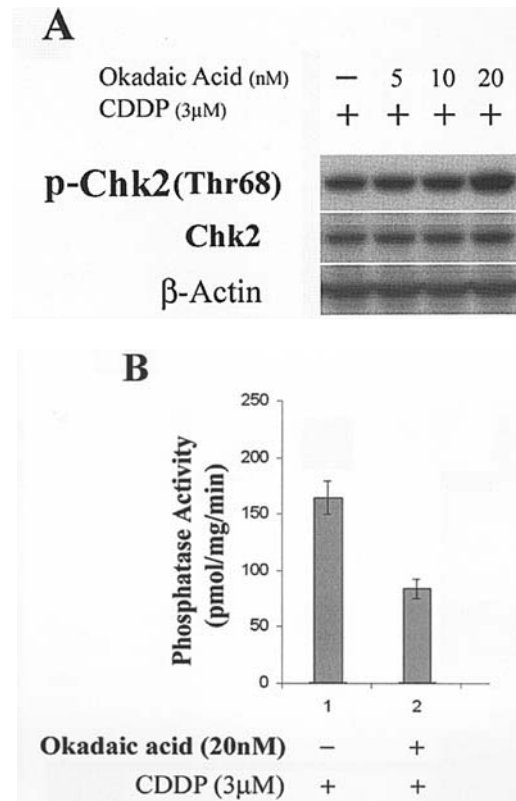 A
Okadaic Acid (nM) – 5 10 20
CDDP (3μM) + + + +
p-Chk2(Thr68)
Chk2
β-Actin
B
Phosphatase Activity
(pmol/mg/min)
250
200
150
100
50
0
1 2
Okadaic acid (20nM) – +
CDDP (3μM) + +